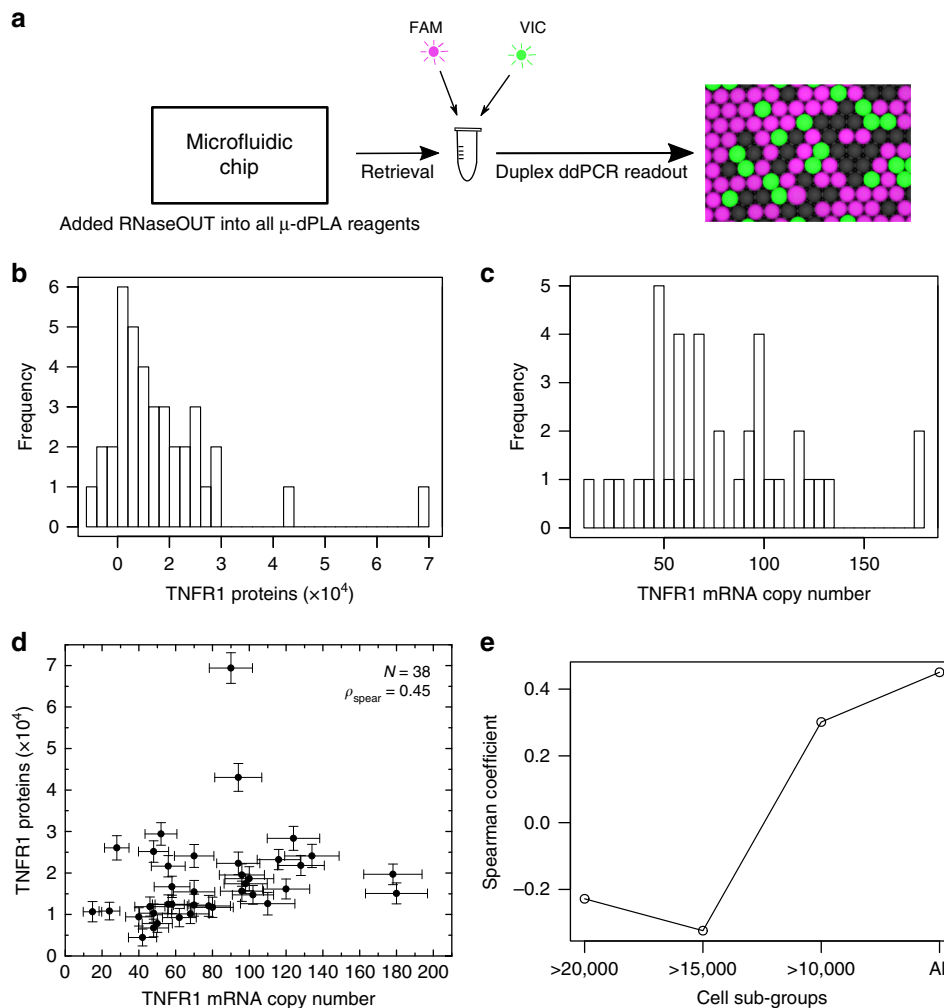 a
FAM
VIC
Microfluidic
chip
Retrieval
Duplex ddPCR readout
Added RNaseOUT into all μ-dPLA reagents
b
6
5
4
3
2
1
0
Frequency
0 2 4 6 7
TNFR1 proteins (×10⁴)
c
5
4
3
2
1
0
Frequency
50 100 150
TNFR1 mRNA copy number
d
7
6
5
4
3
2
1
0
TNFR1 proteins (×10⁴)
N = 38
ρspear = 0.45
0 20 40 60 80 100 120 140 160 180 200
TNFR1 mRNA copy number
e
0.4
0.2
0.0
−0.2
Spearman coefficient
>20,000 >15,000 >10,000
Cell sub-groups